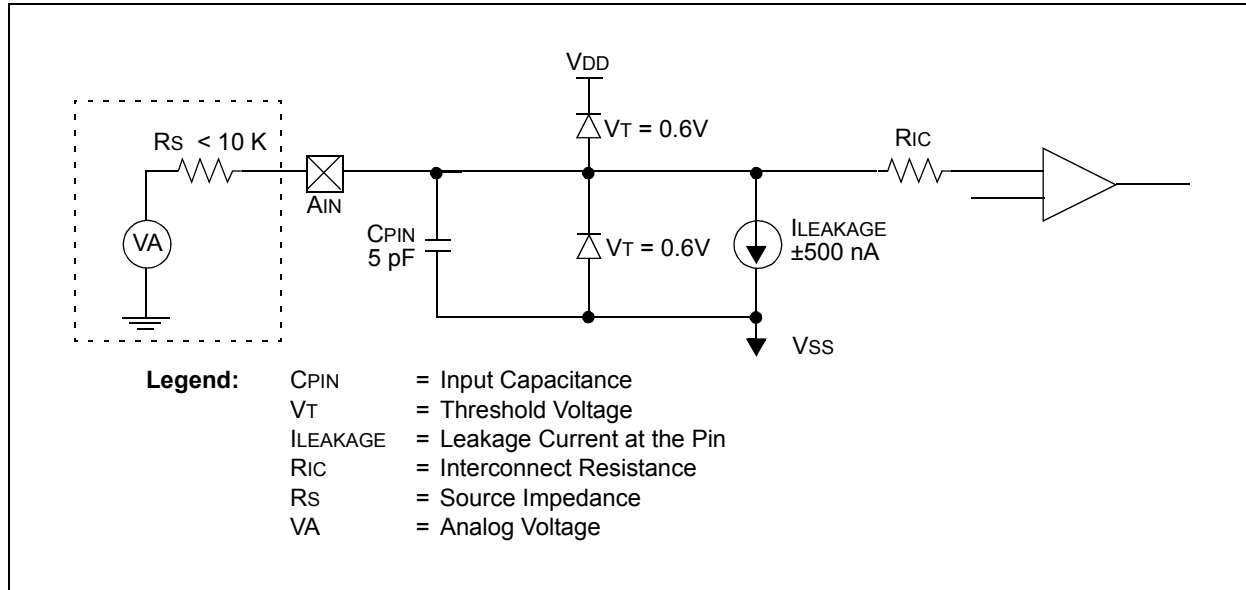 VDD
VT = 0.6V
RS < 10 K
RIC
AIN
CPIN
5 pF
VA
VT = 0.6V
ILEAKAGE
±500 nA
VSS
Legend:
CPIN = Input Capacitance
VT = Threshold Voltage
ILEAKAGE = Leakage Current at the Pin
RIC = Interconnect Resistance
RS = Source Impedance
VA = Analog Voltage